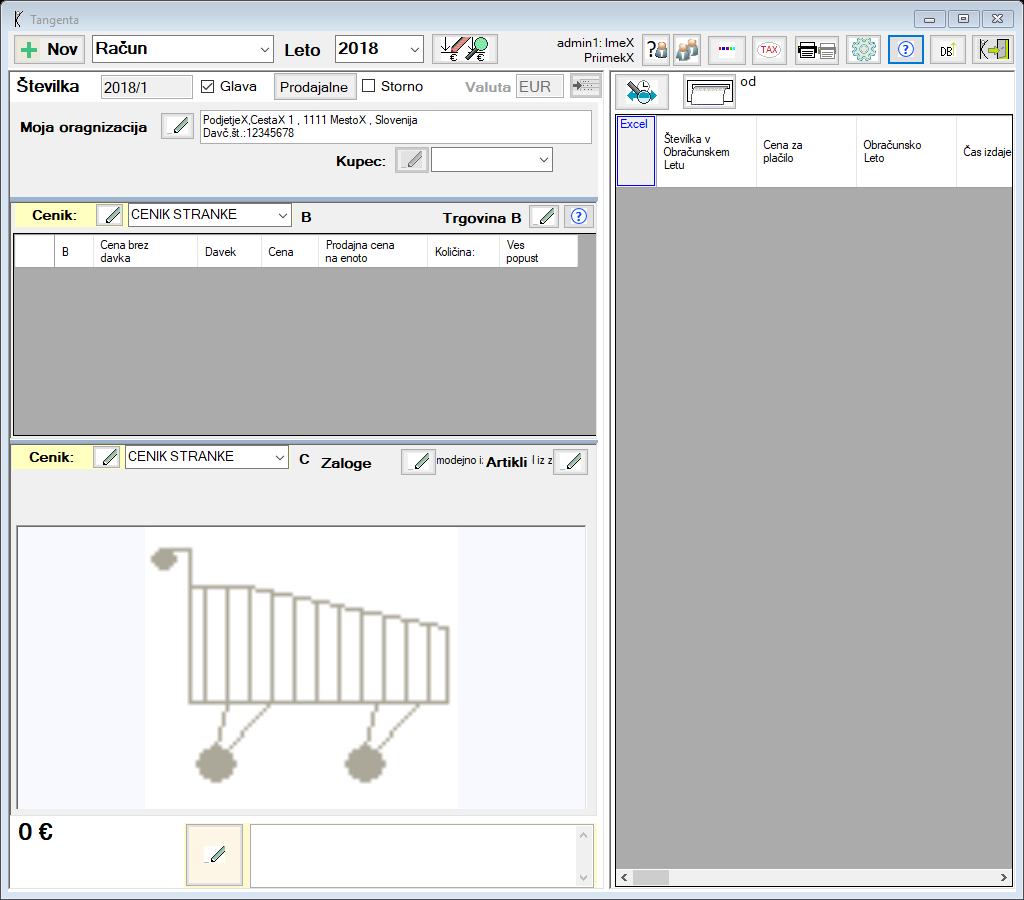 Tangenta
Nov
Račun
Leto
2018
admin1: ImeX
PriimekX
TAX
DB
Številka
2018/1
Glava
Prodajalne
Storno
Valuta
EUR
Moja oragnizacija
PodjetjeX,CestaX 1 , 1111 MestoX , Slovenija
Davč.št.:12345678
Kupec:
Cenik:
CENIK STRANKE
B
Trgovina B
B
Cena brez
davka
Davek
Cena
Prodajna cena
na enoto
Količina:
Ves
popust
Cenik:
CENIK STRANKE
C
Zaloge
modejno i:
Artikli
l iz z
0 €
od
Excel
Številka v
Obračunskem
Letu
Cena za
plačilo
Obračunsko
Leto
Čas izdaje